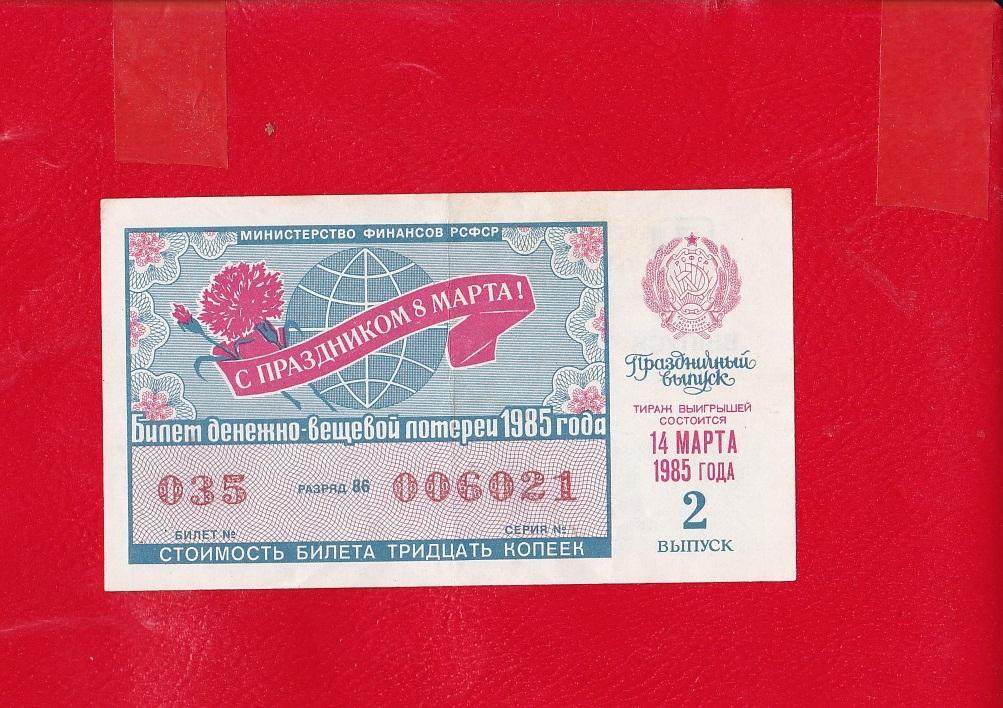 МИНИСТЕРСТВО ФИНАНСОВ РСФСР
С ПРАЗДНИКОМ 8 МАРТА!
Билет денежно-вещевой лотереи 1985 года
035 РАЗРЯД 86 006021
БИЛЕТ № СЕРИЯ №
СТОИМОСТЬ БИЛЕТА ТРИДЦАТЬ КОПЕЕК
Праздничный
выпуск
ТИРАЖ ВЫИГРЫШЕЙ
СОСТОИТСЯ
14 МАРТА
1985 ГОДА
2
ВЫПУСК